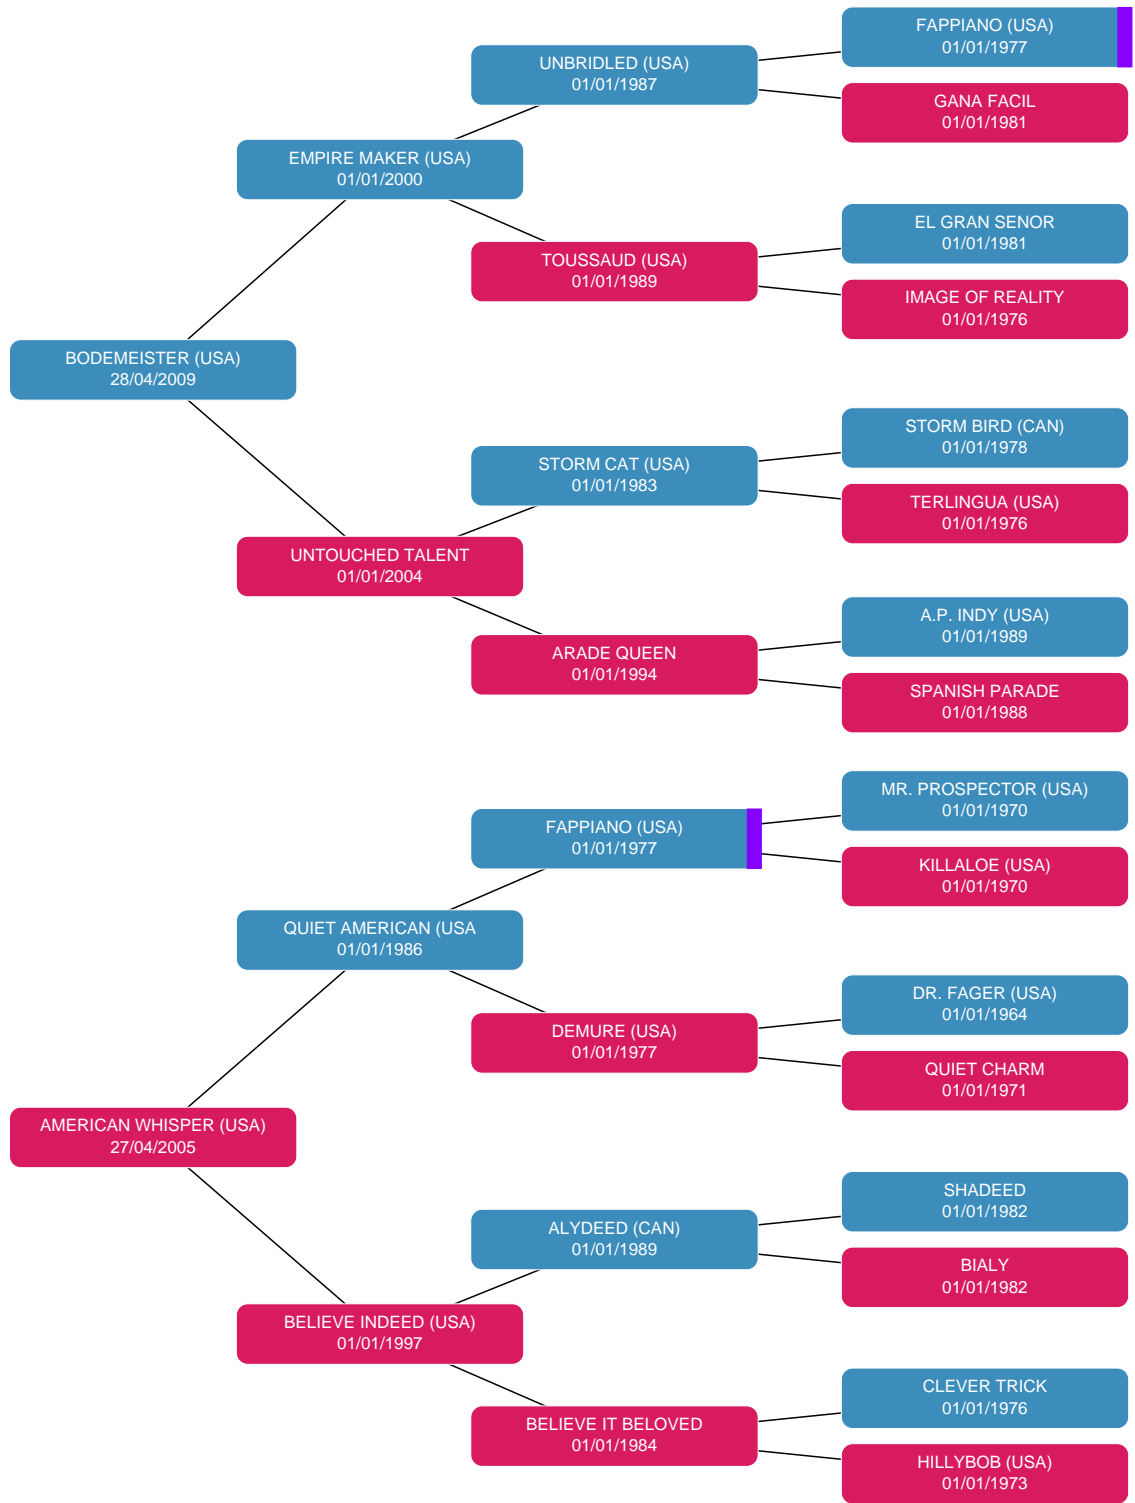 FAPPIANO (USA)
01/01/1977
UNBRIDLED (USA)
01/01/1987
GANA FACIL
01/01/1981
EMPIRE MAKER (USA)
01/01/2000
EL GRAN SENOR
01/01/1981
TOUSSAUD (USA)
01/01/1989
IMAGE OF REALITY
01/01/1976
BODEMEISTER (USA)
28/04/2009
STORM BIRD (CAN)
01/01/1978
STORM CAT (USA)
01/01/1983
TERLINGUA (USA)
01/01/1976
UNTOUCHED TALENT
01/01/2004
A.P. INDY (USA)
01/01/1989
ARADE QUEEN
01/01/1994
SPANISH PARADE
01/01/1988
MR. PROSPECTOR (USA)
01/01/1970
FAPPIANO (USA)
01/01/1977
KILLALOE (USA)
01/01/1970
QUIET AMERICAN (USA
01/01/1986
DR. FAGER (USA)
01/01/1964
DEMURE (USA)
01/01/1977
QUIET CHARM
01/01/1971
AMERICAN WHISPER (USA)
27/04/2005
SHADEED
01/01/1982
ALYDEED (CAN)
01/01/1989
BIALY
01/01/1982
BELIEVE INDEED (USA)
01/01/1997
CLEVER TRICK
01/01/1976
BELIEVE IT BELOVED
01/01/1984
HILLYBOB (USA)
01/01/1973